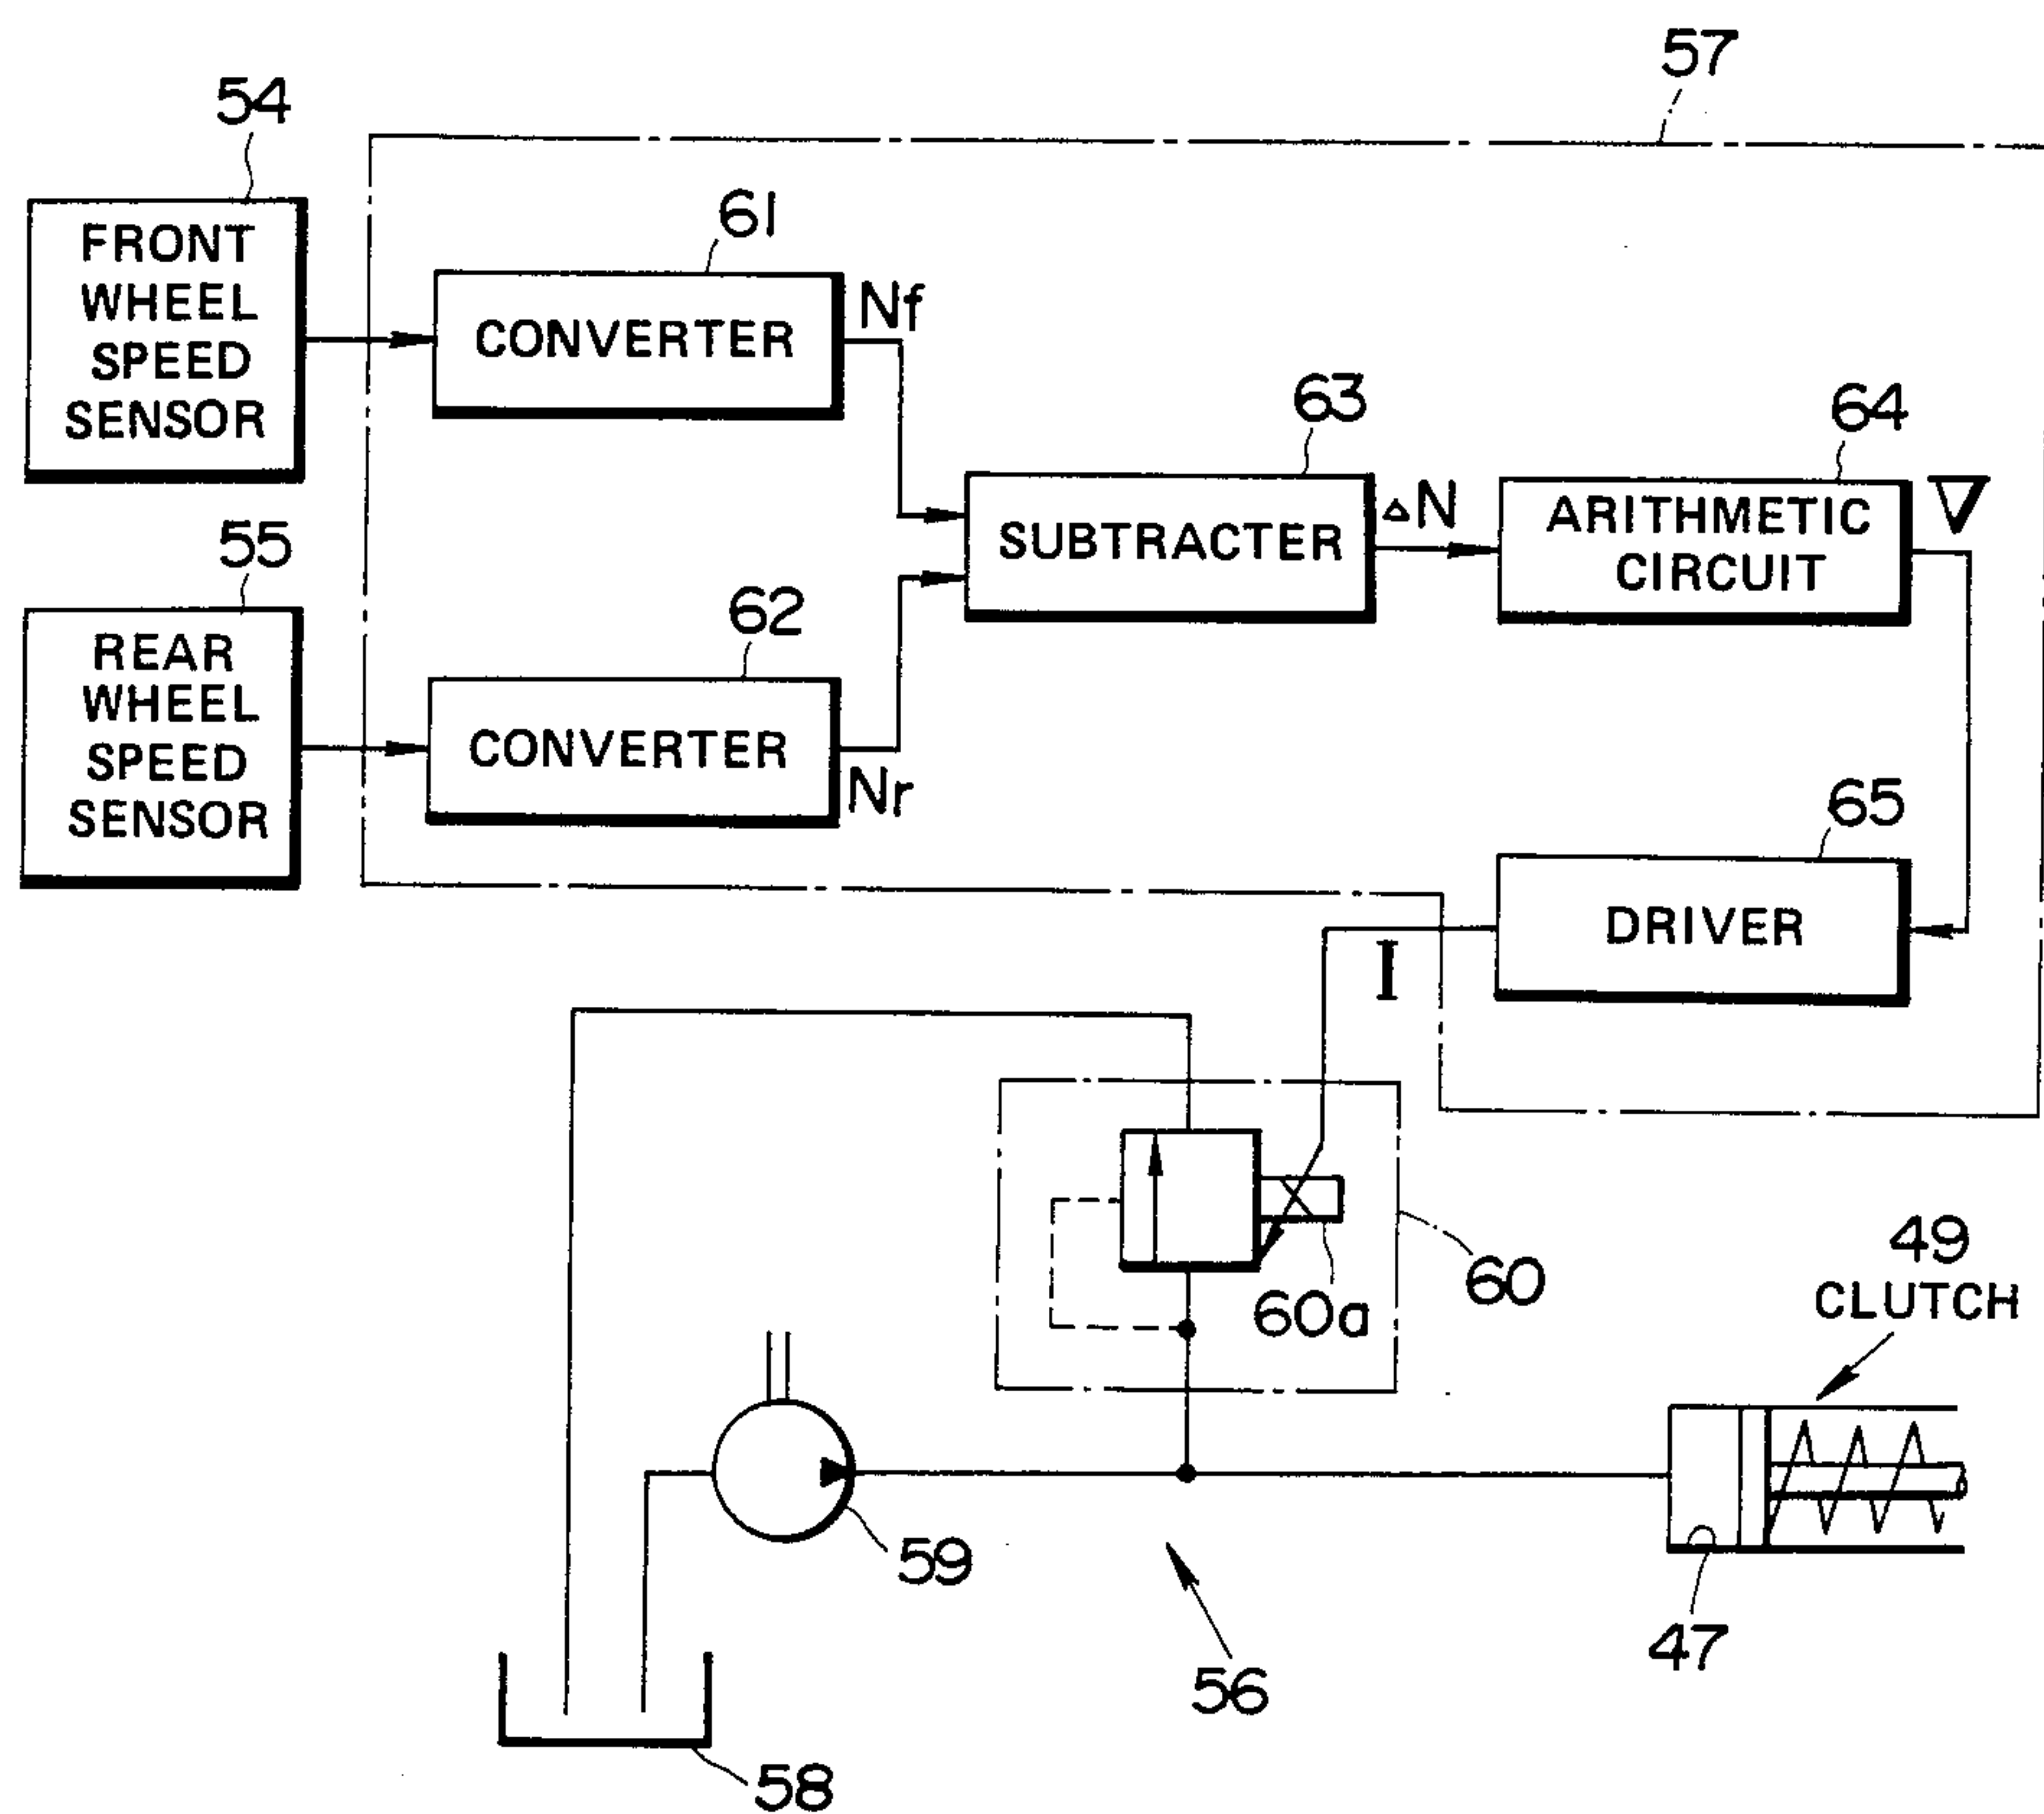 57
54
FRONT
WHEEL
SPEED
SENSOR
61
CONVERTER
Nf
63
SUBTRACTER
ΔN
64
ARITHMETIC
CIRCUIT
V
55
REAR
WHEEL
SPEED
SENSOR
62
CONVERTER
Nr
65
DRIVER
I
60
60a
49
CLUTCH
59
47
56
58